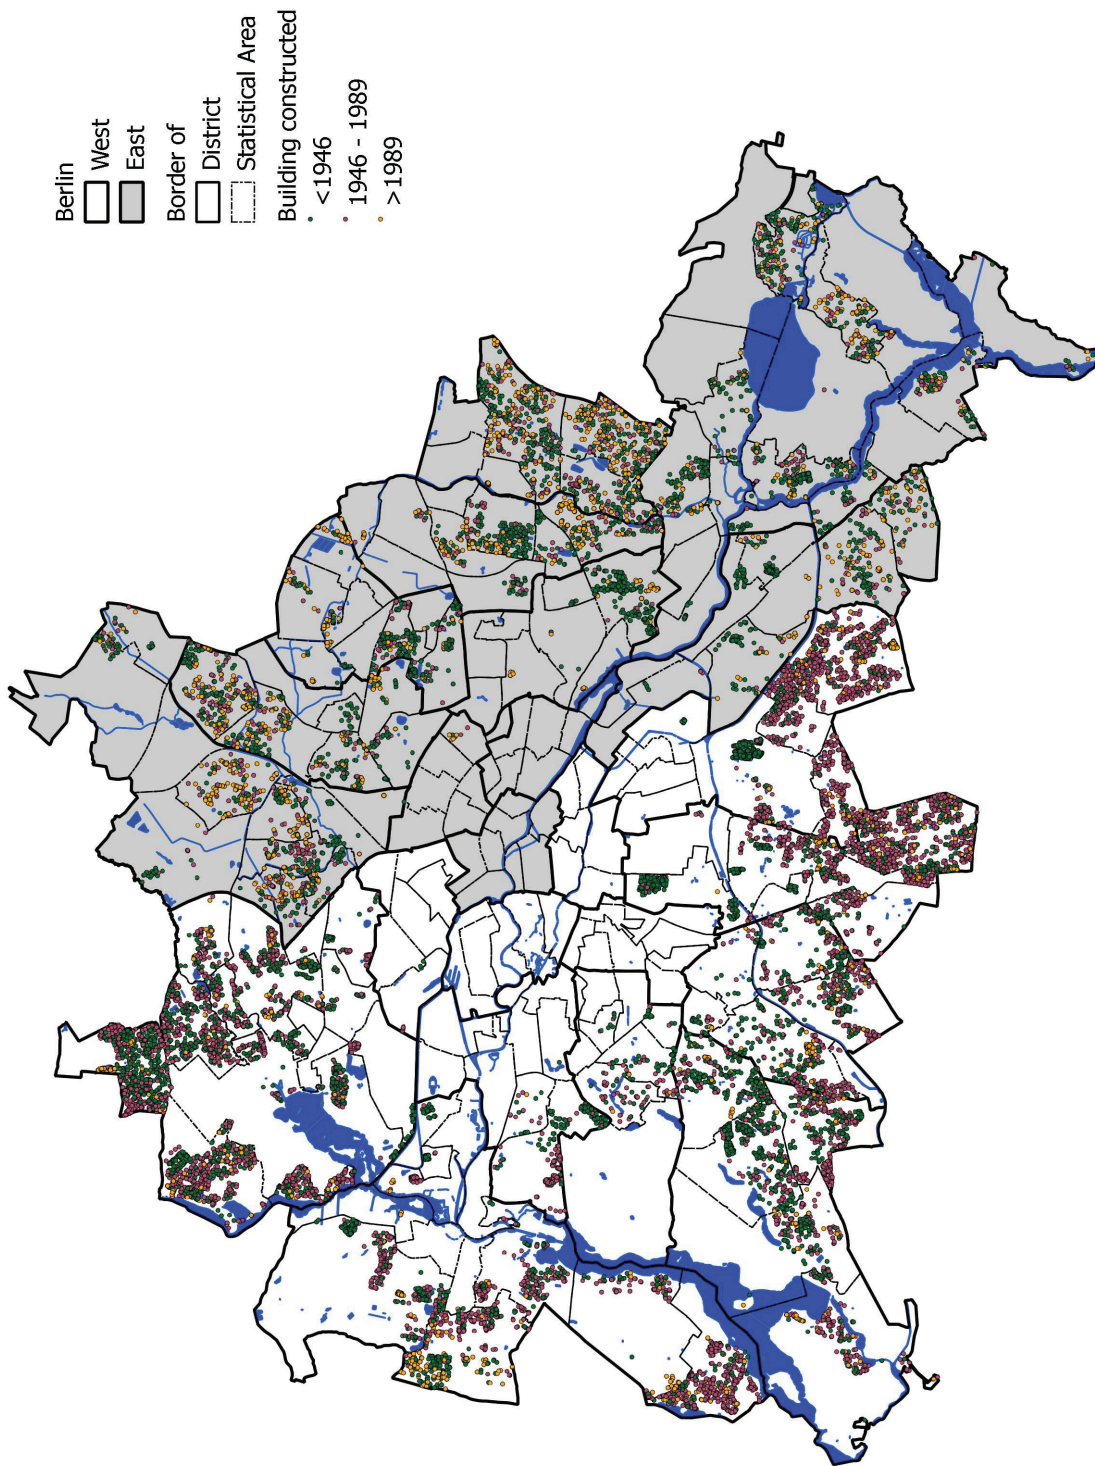 Berlin
West
East
Border of
District
Statistical Area
Building constructed
<1946
1946 - 1989
>1989